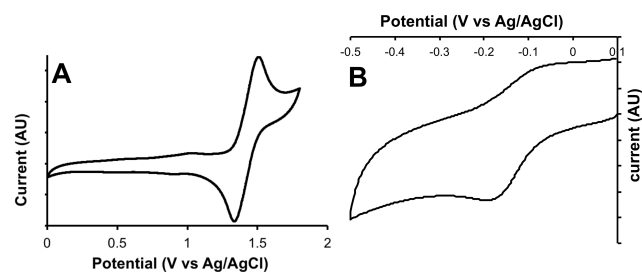 A
Current (AU)
0 0.5 1 1.5 2
Potential (V vs Ag/AgCl)
Potential (V vs Ag/AgCl)
-0.5 -0.4 -0.3 -0.2 -0.1 0 0.1
B
current (AU)